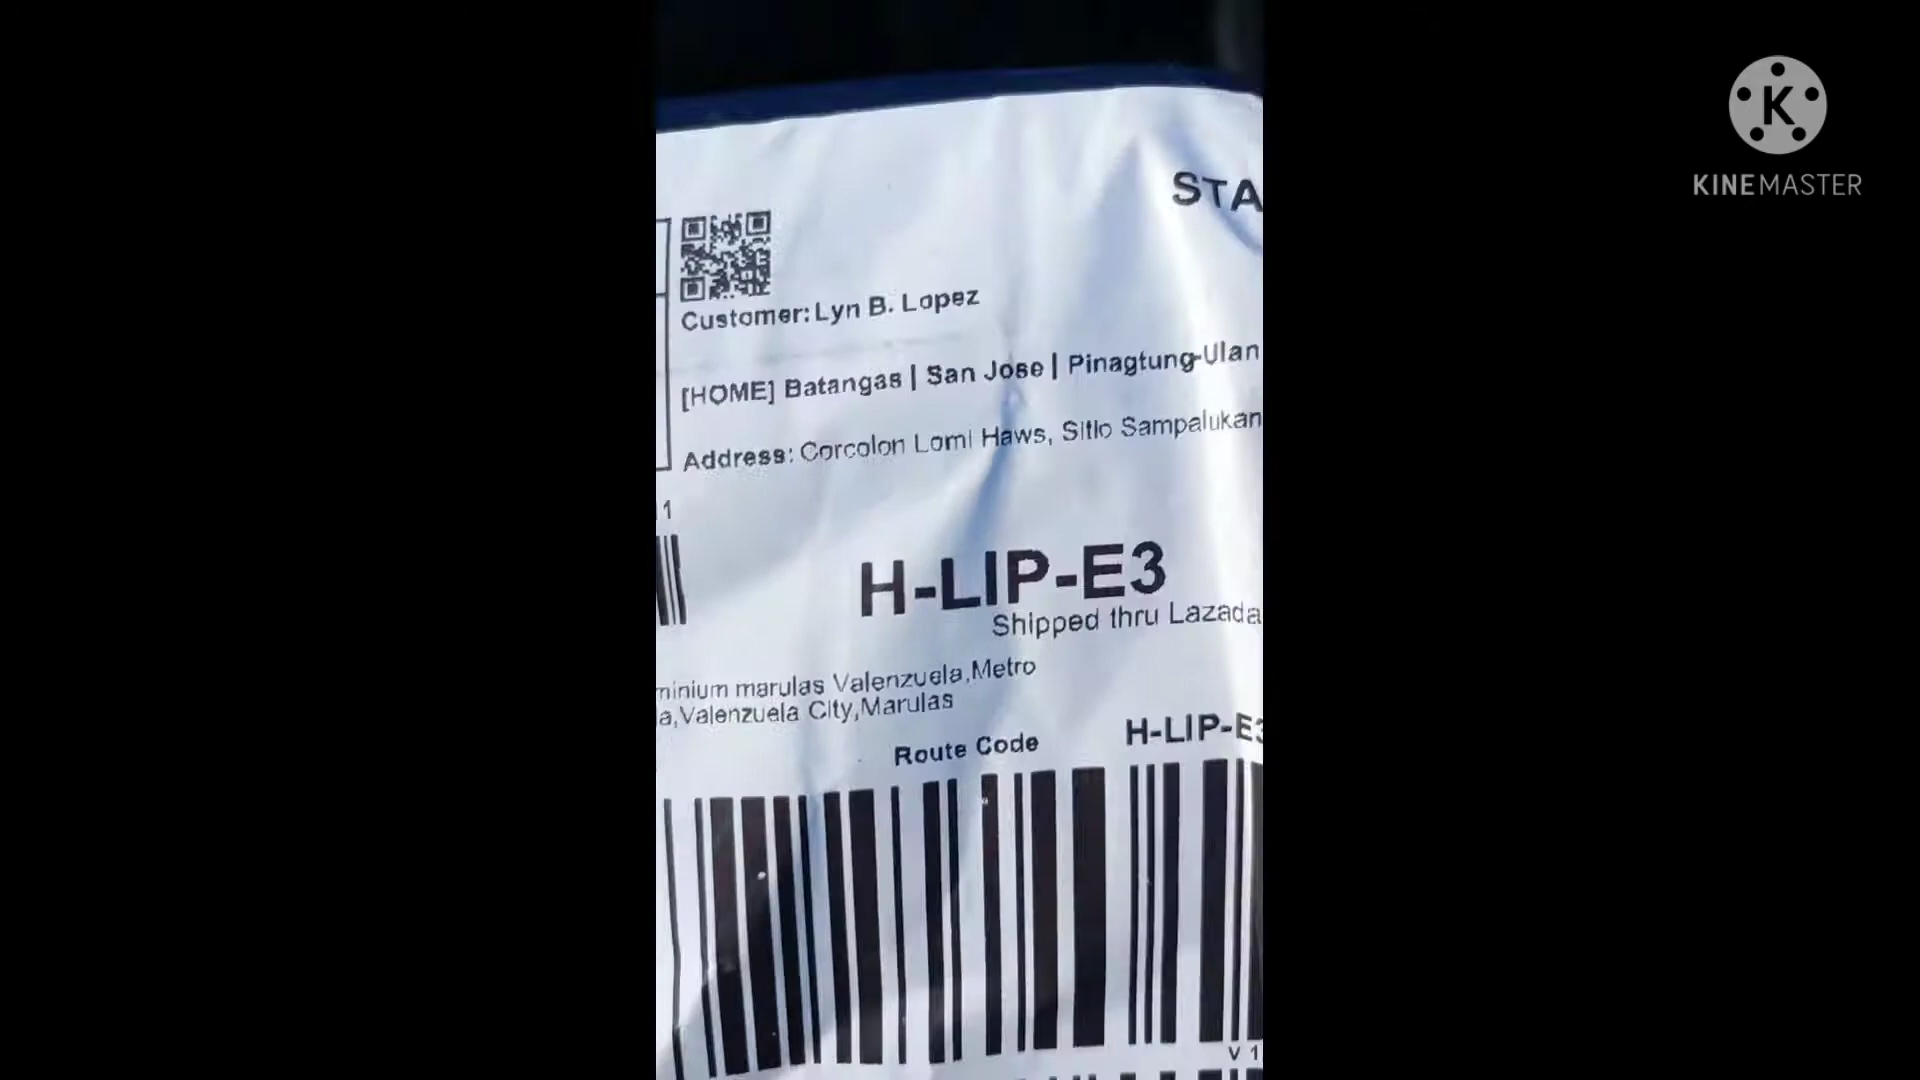 K
KINEMASTER
STA
Customer: Lyn B. Lopez
[HOME] Batangas | San Jose | Pinagtung-Ulan
Address: Corcolon Lomi Haws, Sitio Sampalukan
1
H-LIP-E3
Shipped thru Lazada
minium marulas Valenzuela,Metro
a,Valenzuela City,Marulas
Route Code
H-LIP-E3
V 1